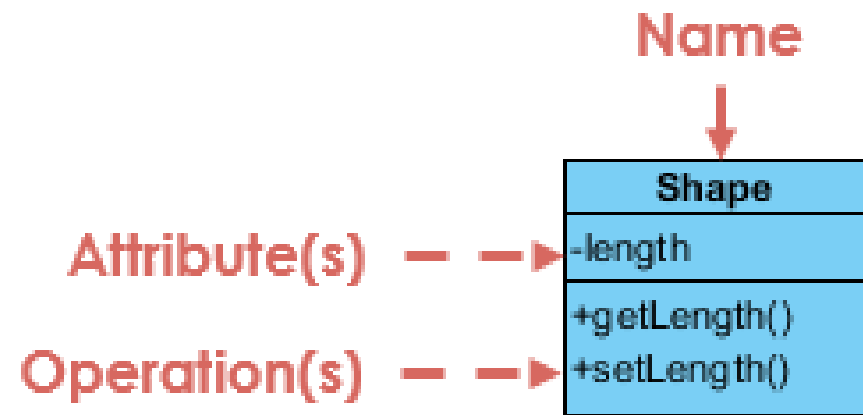 Name
Shape
Attribute(s)
-length
+getLength()
Operation(s)
+setLength()